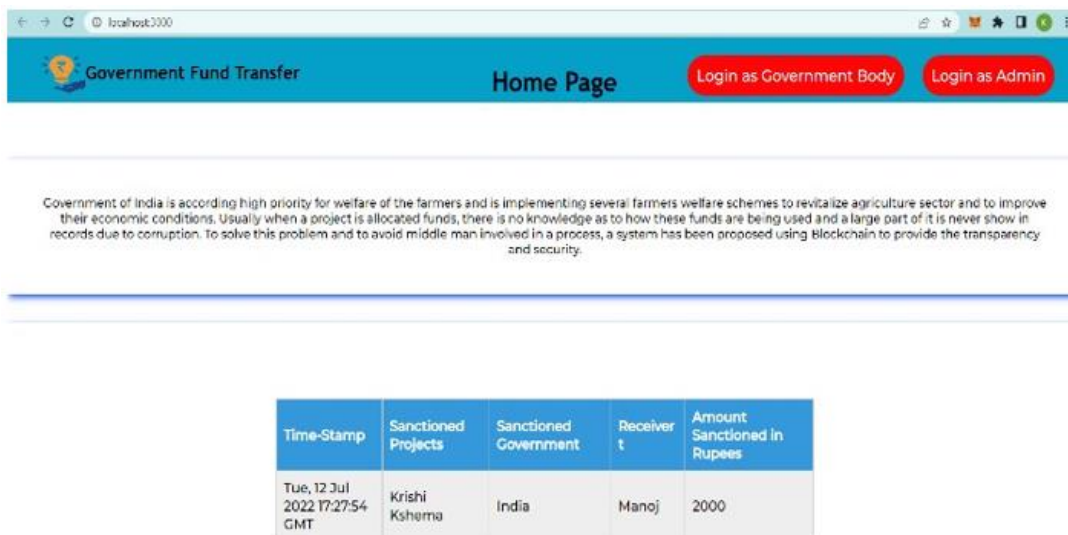 localhost:3000
K
Government Fund Transfer
Home Page
Login as Government Body
Login as Admin
Government of India is according high priority for welfare of the farmers and is implementing several farmers welfare schemes to revitalize agriculture sector and to improve
their economic conditions. Usually when a project is allocated funds, there is no knowledge as to how these funds are being used and a large part of it is never show in
records due to corruption. To solve this problem and to avoid middle man involved in a process, a system has been proposed using Blockchain to provide the transparency
and security.
Time-Stamp
Sanctioned
Projects
Sanctioned
Government
Receiver
t
Amount
Sanctioned in
Rupees
Tue, 12 Jul
2022 17:27:54
GMT
Krishi
Kshema
India
Manoj
2000